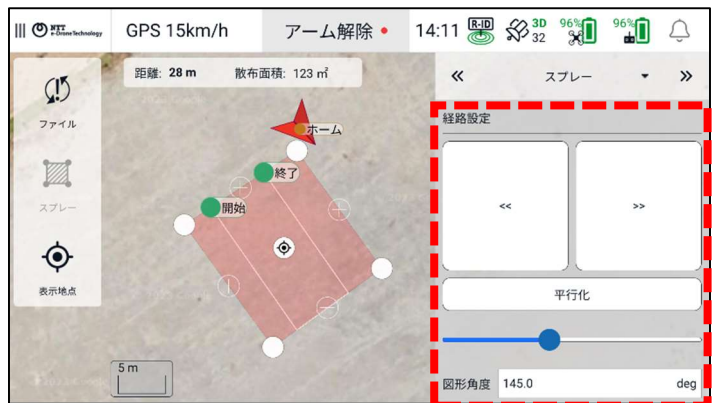 NTT
e-Drone Technology
GPS 15km/h
アーム解除
14:11
R-ID
3D
32
96%
96%
ファイル
スプレー
表示地点
距離: 28 m 散布面積: 123 ㎡
ホーム
終了
開始
5 m
«
スプレー
»
経路設定
<<
>>
平行化
図形角度 145.0 deg